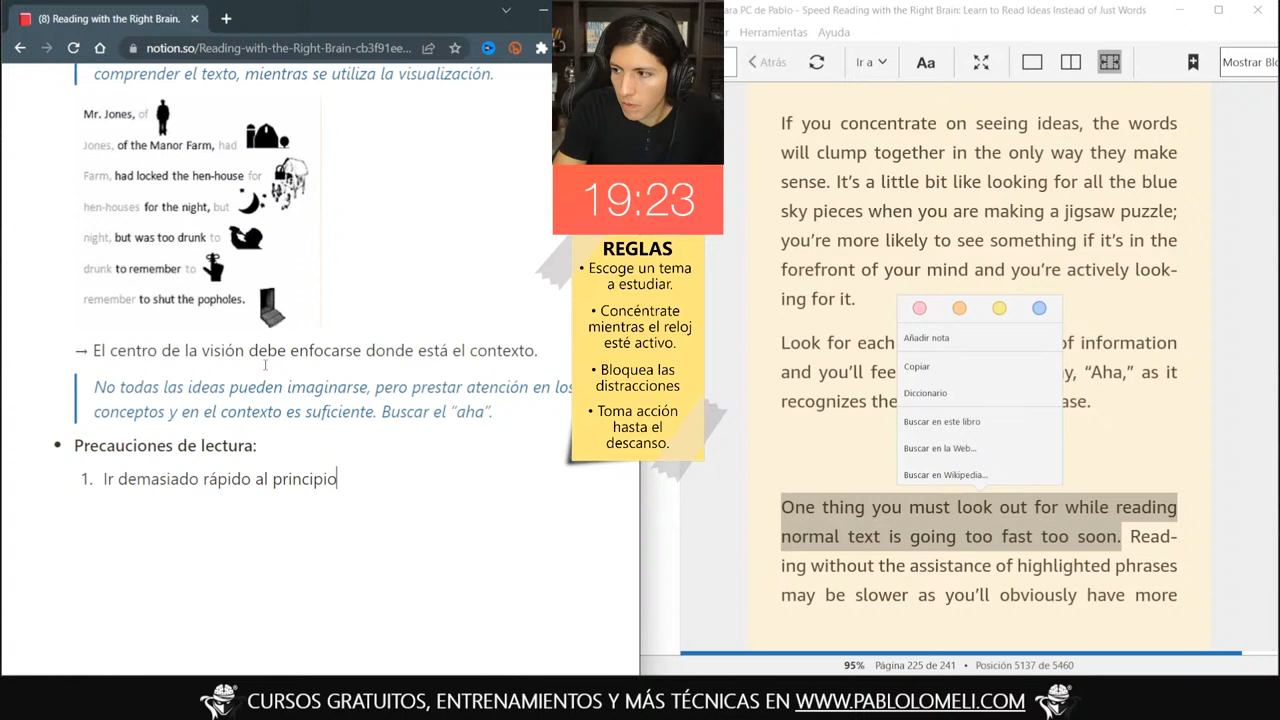 (8) Reading with the Right Brain.
notion.so/Reading-with-the-Right-Brain-cb3f91ee...
comprender el texto, mientras se utiliza la visualización.
Mr. Jones, of
Jones, of the Manor Farm, had
Farm, had locked the hen-house for
hen-houses for the night, but
night, but was too drunk to
drunk to remember to
remember to shut the popholes.
→ El centro de la visión debe enfocarse donde está el contexto.
No todas las ideas pueden imaginarse, pero prestar atención en los
conceptos y en el contexto es suficiente. Buscar el "aha".
• Precauciones de lectura:
1. Ir demasiado rápido al principio
19:23
REGLAS
• Escoge un tema
a estudiar.
• Concéntrate
mientras el reloj
esté activo.
• Bloquea las
distracciones
• Toma acción
hasta el
descanso.
ara PC de Pablo - Speed Reading with the Right Brain: Learn to Read Ideas Instead of Just Words
Herramientas Ayuda
Atrás
Ir a
Aa
Mostrar Blo
If you concentrate on seeing ideas, the words
will clump together in the only way they make
sense. It's a little bit like looking for all the blue
sky pieces when you are making a jigsaw puzzle;
you're more likely to see something if it's in the
forefront of your mind and you're actively look-
ing for it.
Look for each of information
and you'll fee y, "Aha," as it
recognizes the ase.
Añadir nota
Copiar
Diccionario
Buscar en este libro
Buscar en la Web...
Buscar en Wikipedia...
One thing you must look out for while reading
normal text is going too fast too soon. Read-
ing without the assistance of highlighted phrases
may be slower as you'll obviously have more
95% Página 225 de 241 • Posición 5137 de 5460
CURSOS GRATUITOS, ENTRENAMIENTOS Y MÁS TÉCNICAS EN WWW.PABLOLOMELI.COM